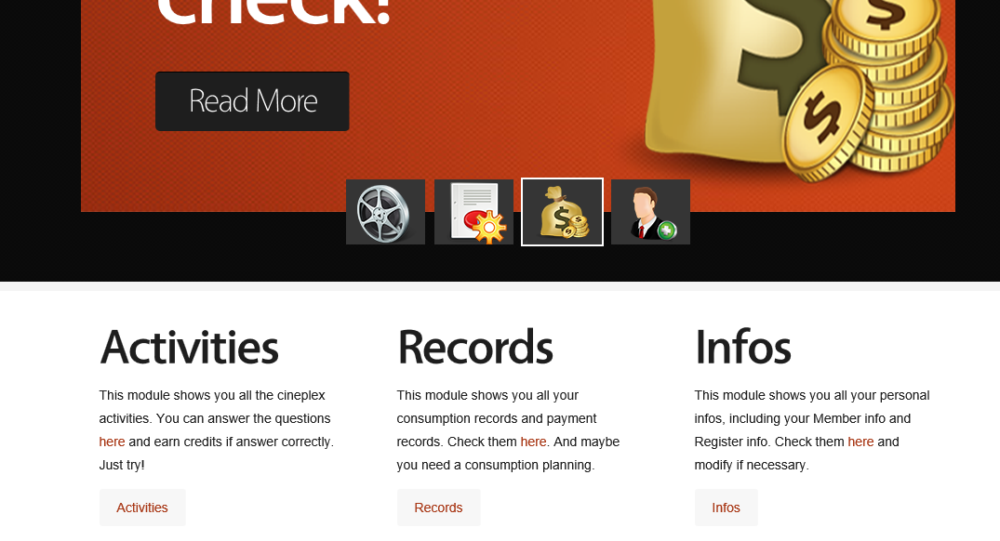 check!
Read More
Activities
This module shows you all the cineplex
activities. You can answer the questions
here and earn credits if answer correctly.
Just try!
Activities
Records
This module shows you all your
consumption records and payment
records. Check them here. And maybe
you need a consumption planning.
Records
Infos
This module shows you all your personal
infos, including your Member info and
Register info. Check them here and
modify if necessary.
Infos